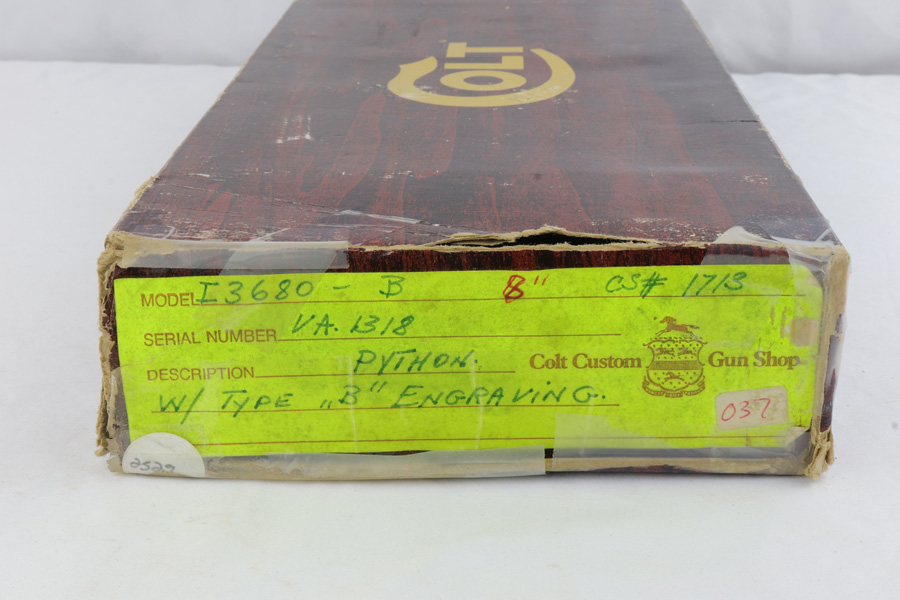 COLT
MODEL I3680 - B 8" CS# 1713
SERIAL NUMBER VA. 1318
DESCRIPTION PYTHON.
Colt Custom Gun Shop
W/ TYPE „B" ENGRAVING.
037
2529